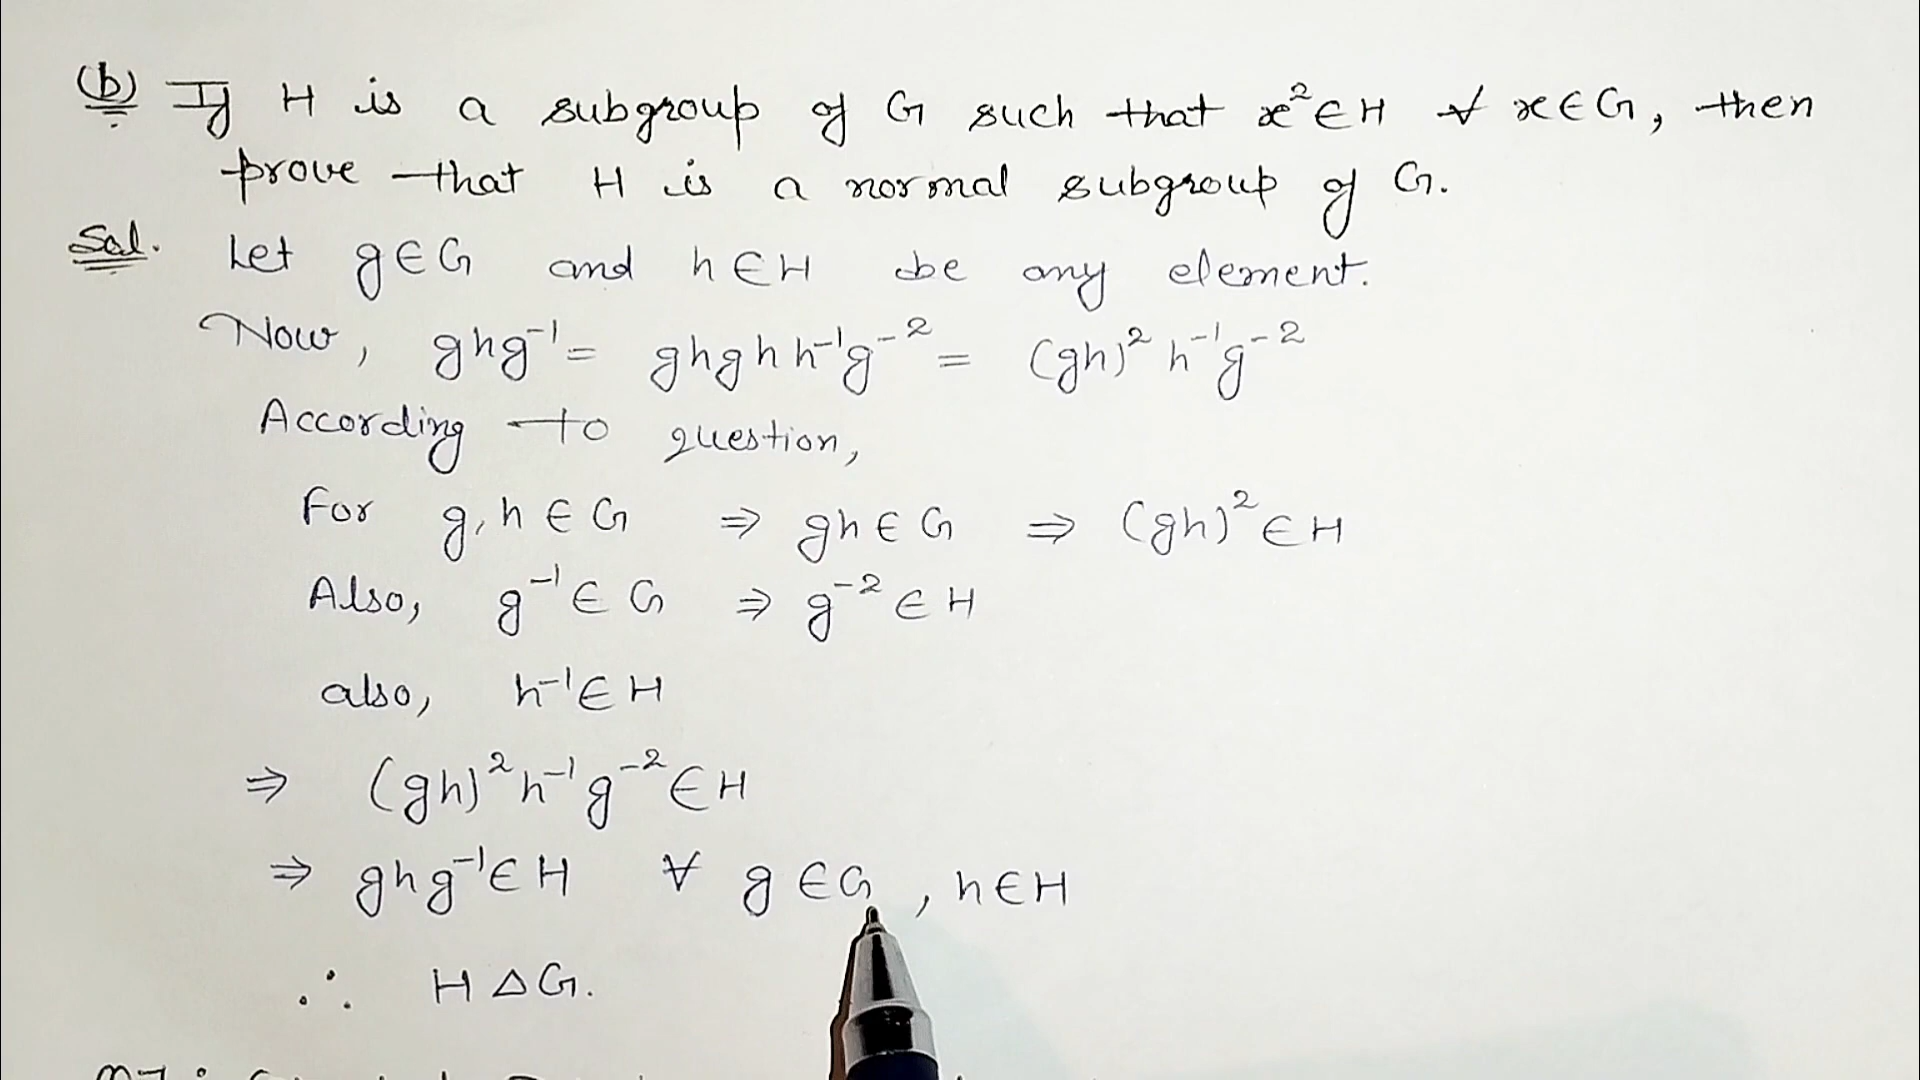 (b) If H is a subgroup of G such that x²∈H ∀ x∈G, then
prove that H is a normal subgroup of G.
Sol. Let g∈G and h∈H be any element.
Now, ghg⁻¹ = ghghh⁻¹g⁻² = (gh)²h⁻¹g⁻²
According to question,
For g,h∈G ⇒ gh∈G ⇒ (gh)²∈H
Also, g⁻¹∈G ⇒ g⁻²∈H
also, h⁻¹∈H
⇒ (gh)²h⁻¹g⁻²∈H
⇒ ghg⁻¹∈H ∀ g∈G, h∈H
∴ H Δ G.